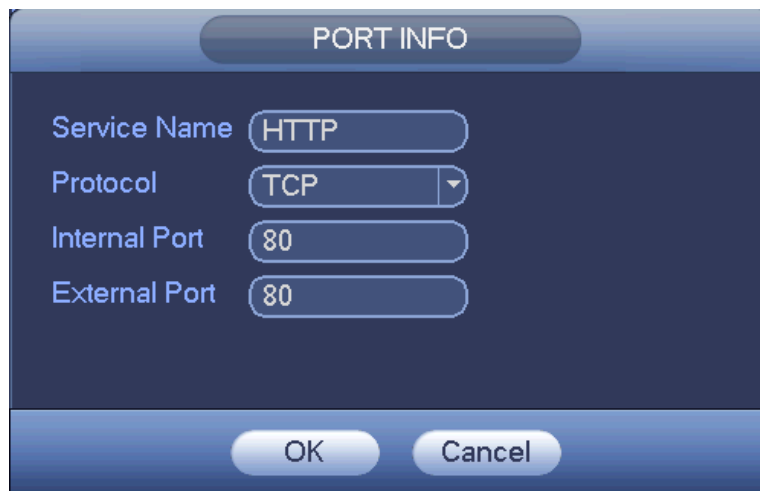 PORT INFO
Service Name HTTP
Protocol TCP
Internal Port 80
External Port 80
OK Cancel